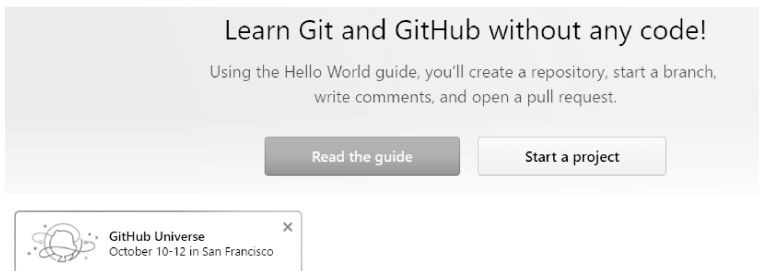 Learn Git and GitHub without any code!
Using the Hello World guide, you'll create a repository, start a branch,
write comments, and open a pull request.
Read the guide
Start a project
GitHub Universe
October 10-12 in San Francisco